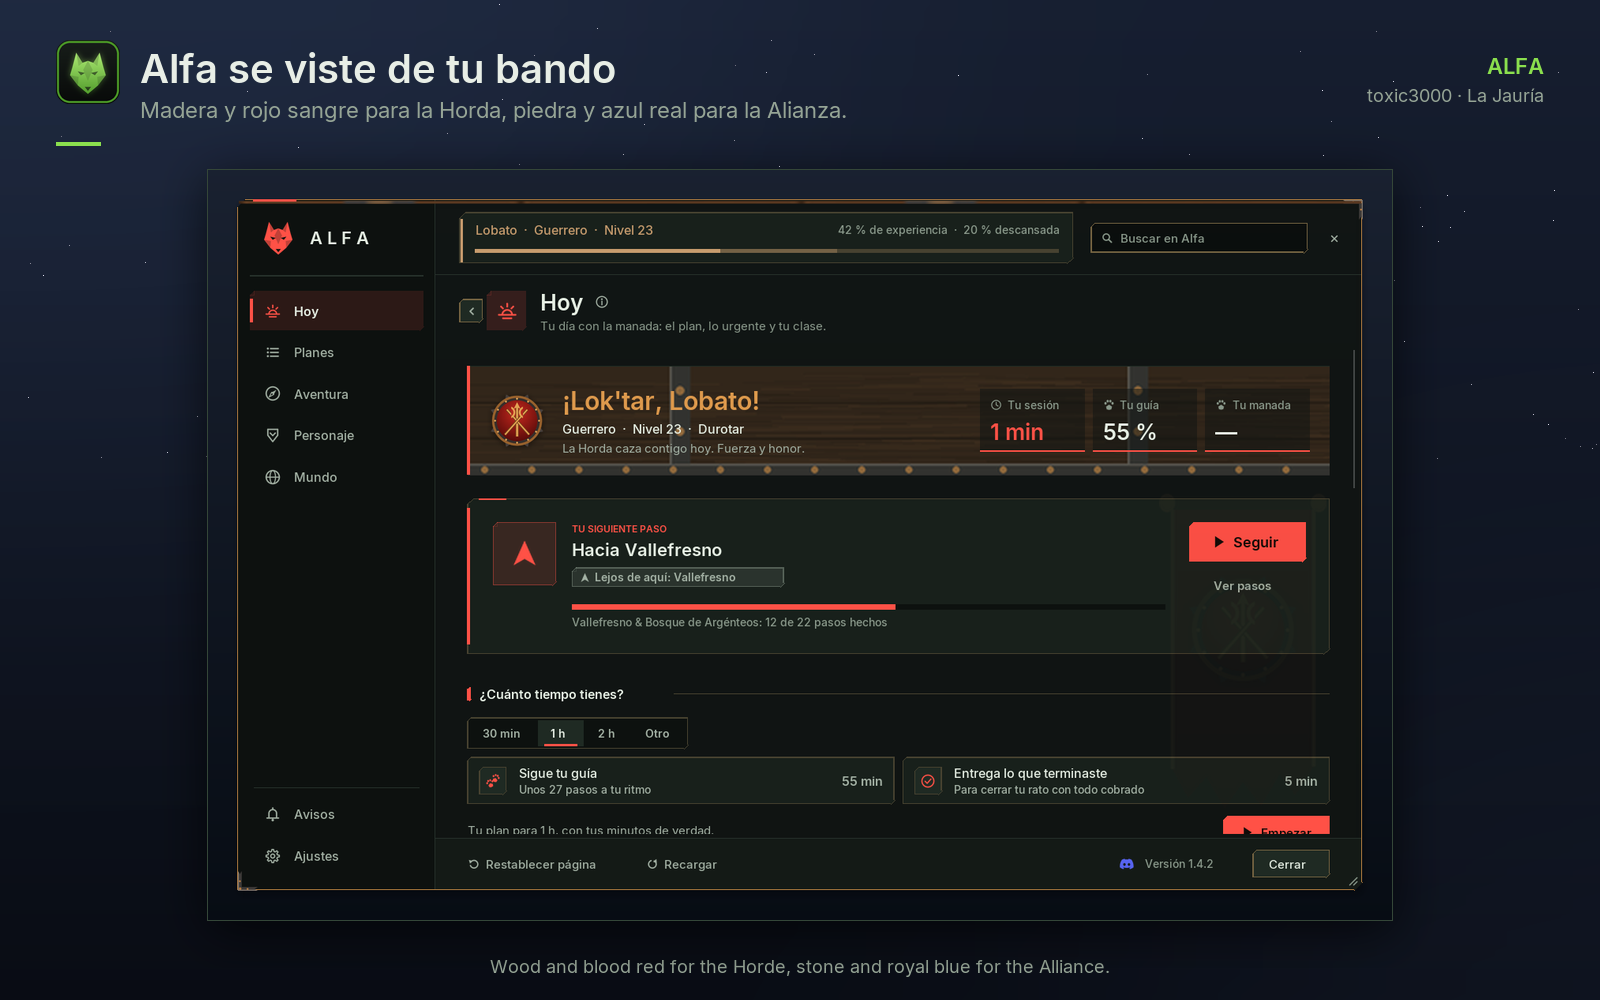 Alfa se viste de tu bando
Madera y rojo sangre para la Horda, piedra y azul real para la Alianza.
ALFA
toxic3000 · La Jauría
ALFA
Lobato · Guerrero · Nivel 23
42 % de experiencia · 20 % descansada
Buscar en Alfa
Hoy
Planes
Aventura
Personaje
Mundo
Avisos
Ajustes
Hoy
Tu día con la manada: el plan, lo urgente y tu clase.
¡Lok'tar, Lobato!
Guerrero · Nivel 23 · Durotar
La Horda caza contigo hoy. Fuerza y honor.
Tu sesión
1 min
Tu guía
55 %
Tu manada
—
TU SIGUIENTE PASO
Hacia Vallefresno
Lejos de aquí: Vallefresno
Vallefresno & Bosque de Argénteos: 12 de 22 pasos hechos
Seguir
Ver pasos
¿Cuánto tiempo tienes?
30 min
1 h
2 h
Otro
Sigue tu guía
Unos 27 pasos a tu ritmo
55 min
Entrega lo que terminaste
Para cerrar tu rato con todo cobrado
5 min
Tu plan para 1 h, con tus minutos de verdad.
Empezar
Restablecer página
Recargar
Versión 1.4.2
Cerrar
Wood and blood red for the Horde, stone and royal blue for the Alliance.